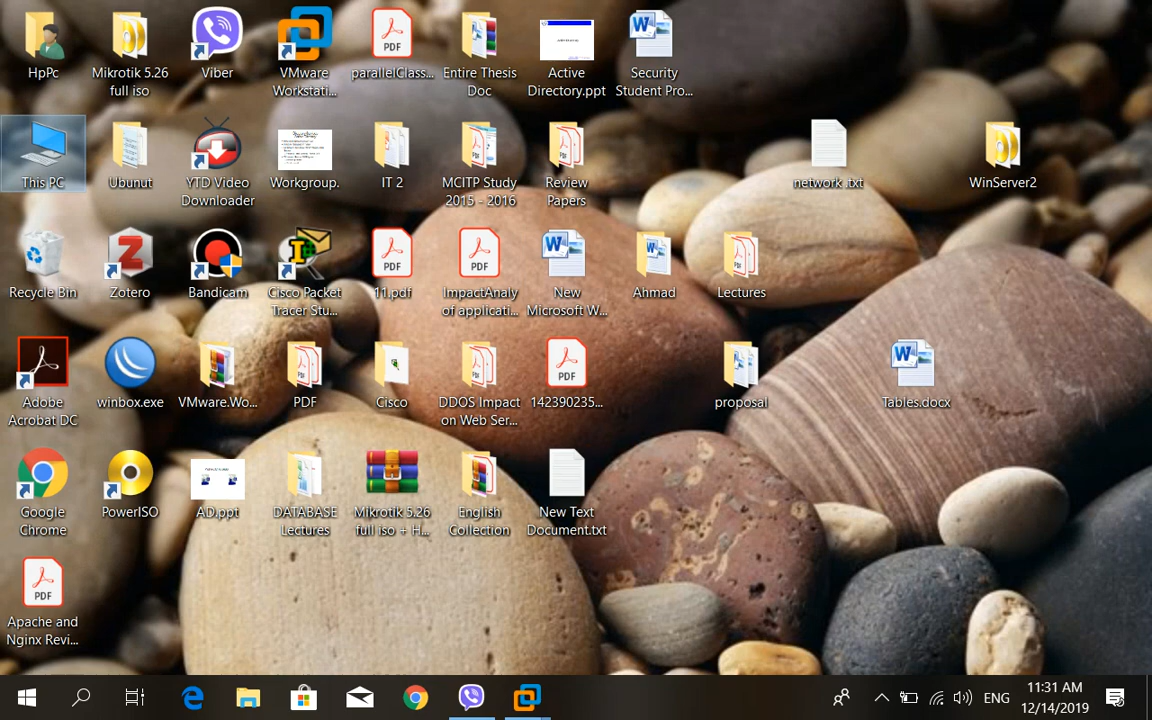 HpPc
Mikrotik 5.26
full iso
Viber
VMware
Workstati...
PDF
parallelClass...
Entire Thesis
Doc
Active
Directory.ppt
Security
Student Pro...
This PC
Ubunut
YTD Video
Downloader
Workgroup.
IT 2
MCITP Study
2015 - 2016
Review
Papers
network .txt
WinServer2
Recycle Bin
Zotero
Bandicam
Cisco Packet
Tracer Stu...
PDF
11.pdf
PDF
ImpactAnaly
of applicati...
New
Microsoft W...
Ahmad
Lectures
Adobe
Acrobat DC
winbox.exe
VMware.Wo...
PDF
Cisco
DDOS Impact
on Web Ser...
PDF
142390235...
proposal
Tables.docx
Google
Chrome
PowerISO
AD.ppt
DATABASE
Lectures
Mikrotik 5.26
full iso + H...
English
Collection
New Text
Document.txt
PDF
Apache and
Nginx Revi...
ENG
11:31 AM
12/14/2019